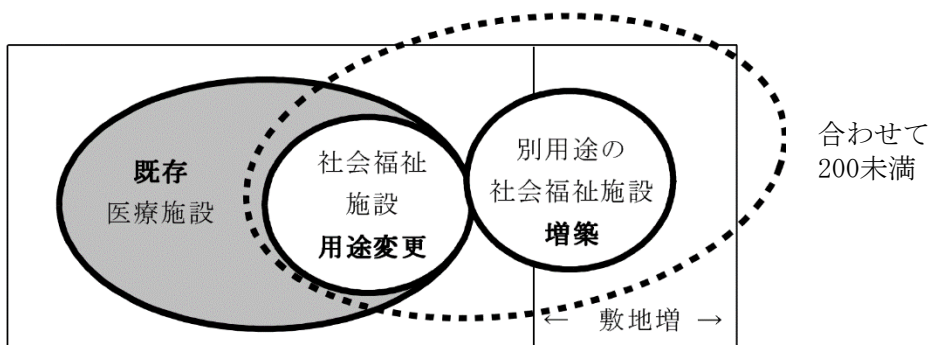 既存
医療施設
社会福祉
施設
用途変更
別用途の
社会福祉施設
増築
合わせて
200未満
← 敷地増 →